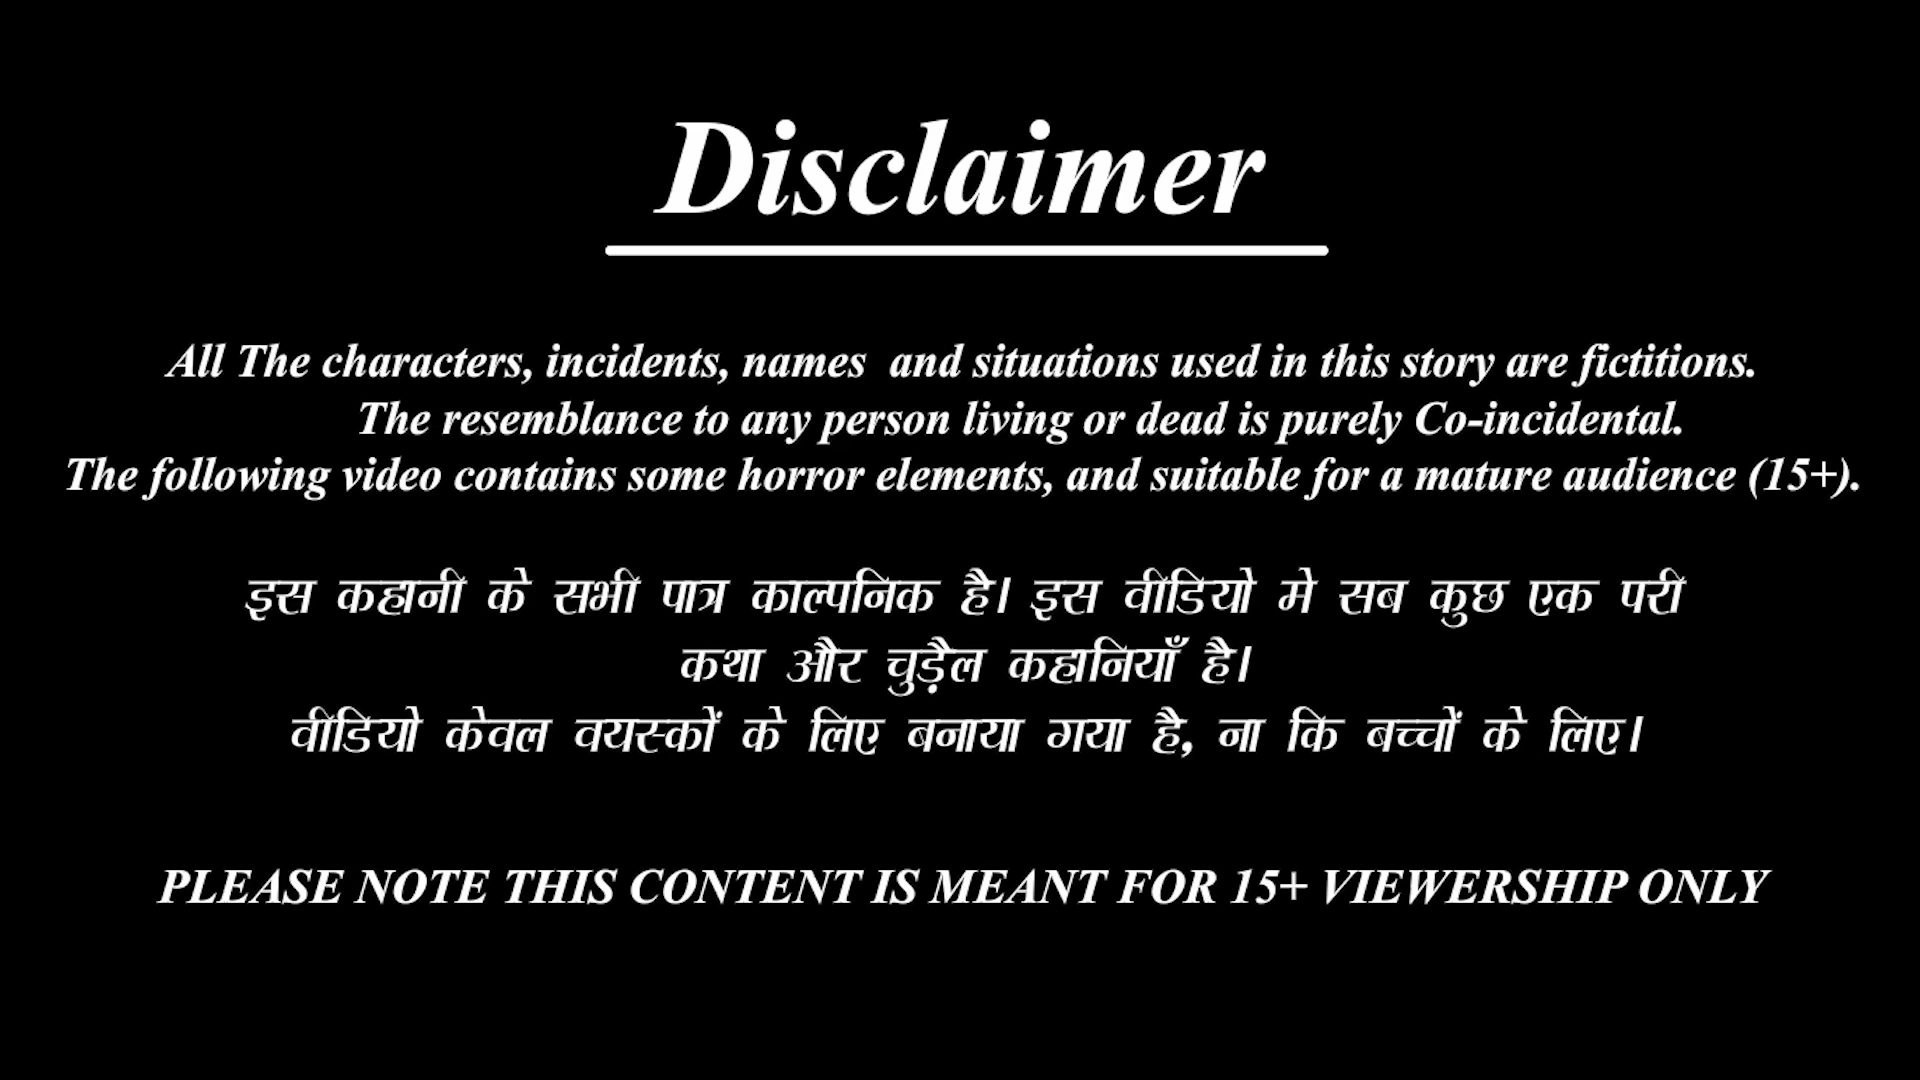 Disclaimer
All The characters, incidents, names and situations used in this story are fictitions.
The resemblance to any person living or dead is purely Co-incidental.
The following video contains some horror elements, and suitable for a mature audience (15+).
इस कहानी के सभी पात्र काल्पनिक है। इस वीडियो मे सब कुछ एक परी
कथा और चुड़ैल कहानियाँ है।
वीडियो केवल वयस्कों के लिए बनाया गया है, ना कि बच्चों के लिए।
PLEASE NOTE THIS CONTENT IS MEANT FOR 15+ VIEWERSHIP ONLY